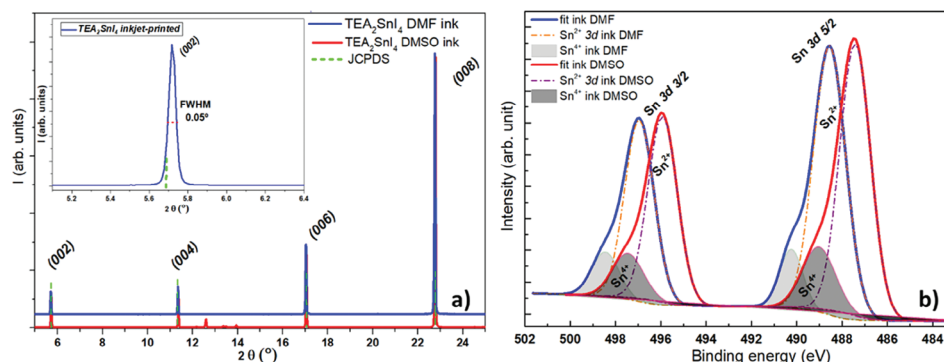 TEA₂SnI₄ inkjet-printed
(002)
FWHM
0.05º
I (arb. units)
5.2 5.4 5.6 5.8 6.0 6.2 6.4
2θ (°)
TEA₂SnI₄ DMF ink
TEA₂SnI₄ DMSO ink
JCPDS
(008)
(006)
(002)
(004)
a)
I (arb. units)
6 8 10 12 14 16 18 20 22 24
2θ (°)
fit ink DMF
Sn²⁺ 3d ink DMF
Sn⁴⁺ ink DMF
fit ink DMSO
Sn²⁺ 3d ink DMSO
Sn⁴⁺ ink DMSO
Sn 3d 5/2
Sn 3d 3/2
Sn²⁺
Sn²⁺
Sn⁴⁺
Sn⁴⁺
b)
Intensity (arb. unit)
502 500 498 496 494 492 490 488 486 484
Binding energy (eV)